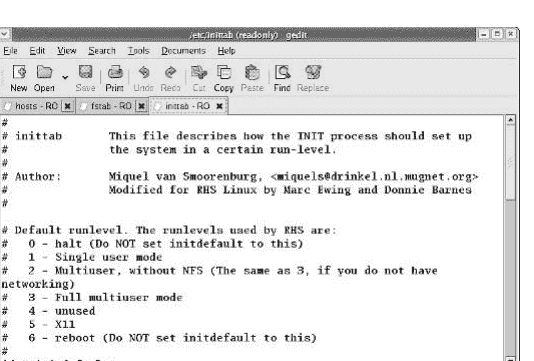 /etc/inittab (readonly) - gedit
File Edit View Search Tools Documents Help
New Open Save Print Undo Redo Cut Copy Paste Find Replace
hosts - RO fstab - RO inittab - RO
#
# inittab This file describes how the INIT process should set up
# the system in a certain run-level.
#
# Author: Miquel van Smoorenburg, <miquels@drinkel.nl.mugnet.org>
# Modified for RHS Linux by Marc Ewing and Donnie Barnes
#
# Default runlevel. The runlevels used by RHS are:
# 0 - halt (Do NOT set initdefault to this)
# 1 - Single user mode
# 2 - Multiuser, without NFS (The same as 3, if you do not have
networking)
# 3 - Full multiuser mode
# 4 - unused
# 5 - X11
# 6 - reboot (Do NOT set initdefault to this)
#